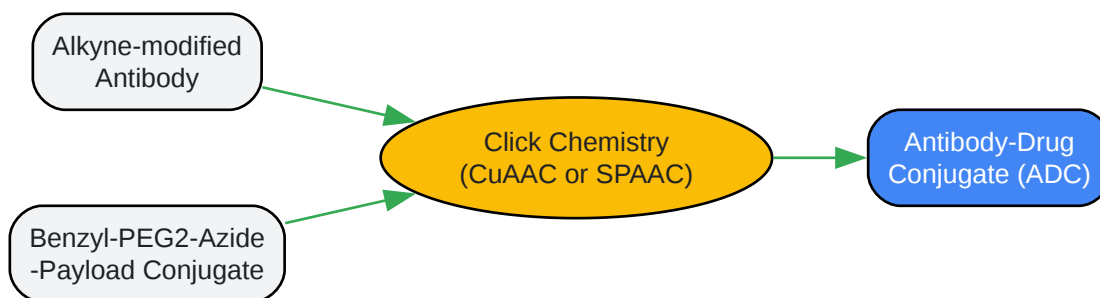 Alkyne-modified
Antibody
Click Chemistry
(CuAAC or SPAAC)
Antibody-Drug
Conjugate (ADC)
Benzyl-PEG2-Azide
-Payload Conjugate